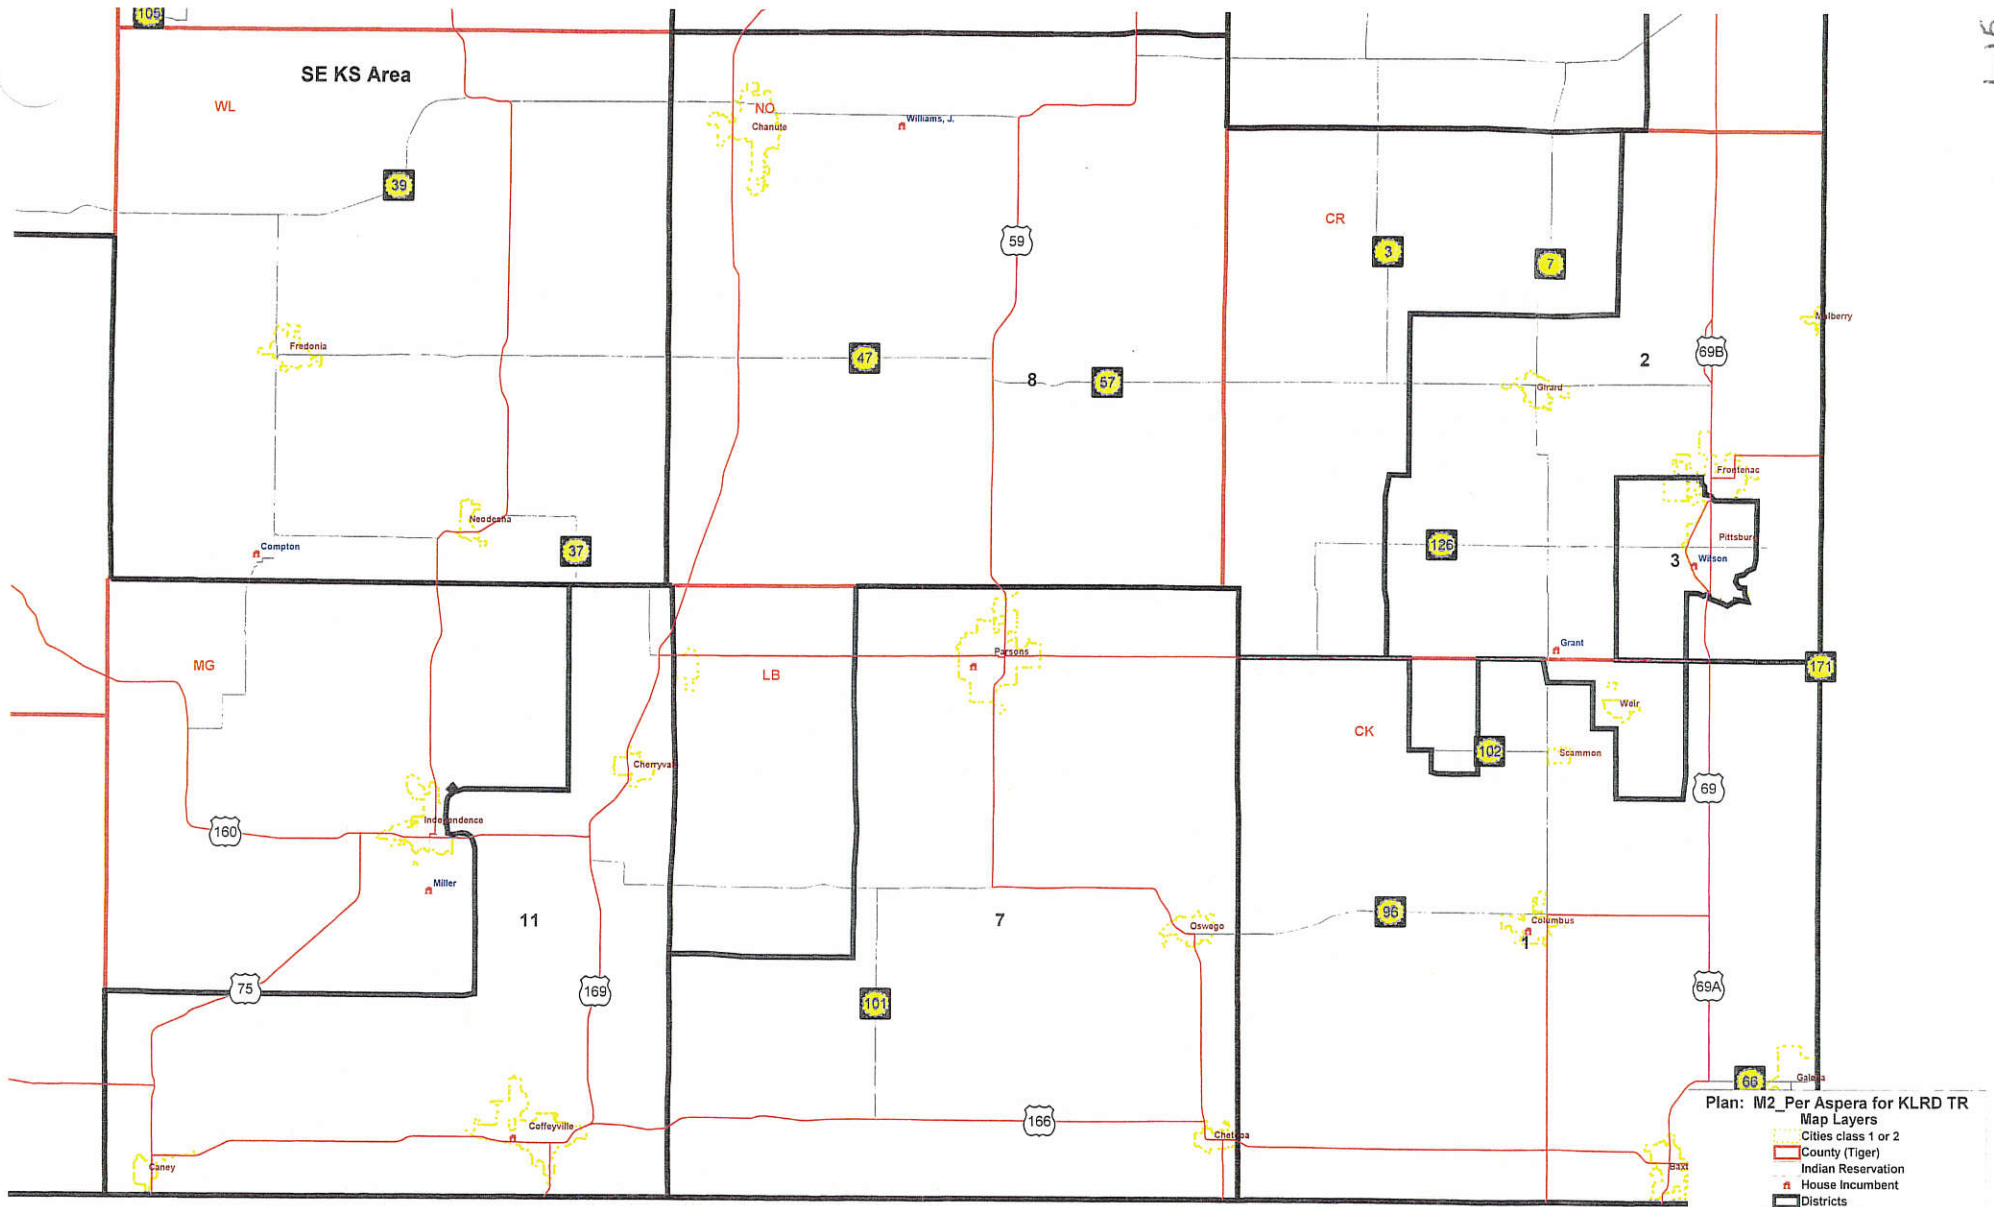 105
SE KS Area
WL
NO
Chanute
Williams, J.
39
59
CR
3
7
Mulberry
Fredonia
47
8
57
2
69B
Girard
Frontenac
Neodesha
Compton
37
126
Pittsburg
3
Wilson
Grant
MG
LB
Parsons
171
Weir
CK
102
Scammon
Cherryva
69
160
Independence
Miller
11
7
Oswego
96
Columbus
1
75
169
101
69A
66
Galena
166
Coffeyville
Chetopa
Caney
Baxt
Plan: M2_Per Aspera for KLRD TR
Map Layers
Cities class 1 or 2
County (Tiger)
Indian Reservation
House Incumbent
Districts